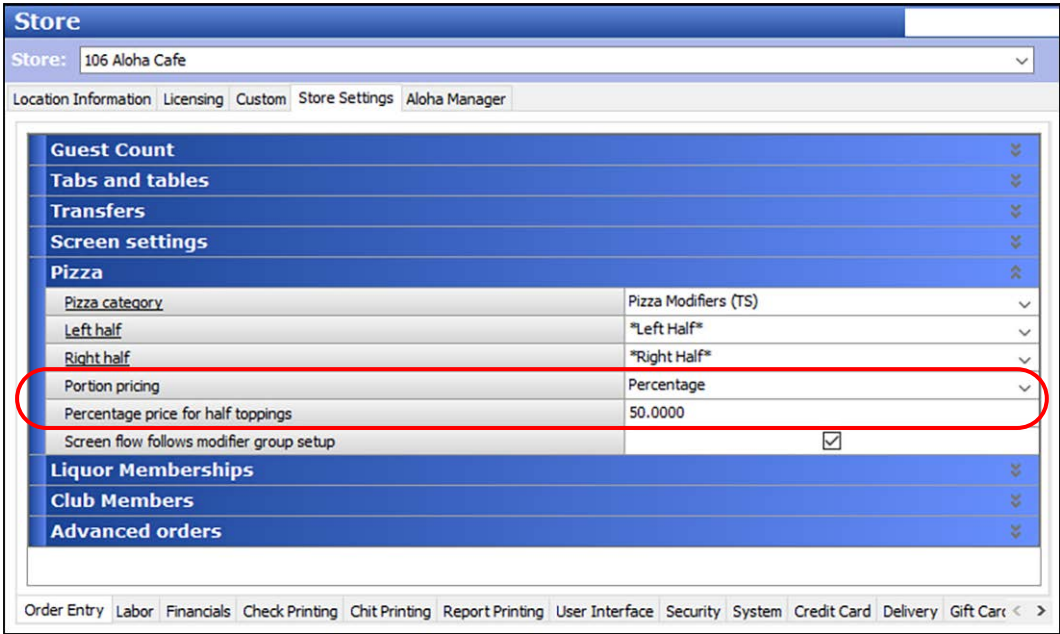 Store
Store: 106 Aloha Cafe
Location Information Licensing Custom Store Settings Aloha Manager
Guest Count
Tabs and tables
Transfers
Screen settings
Pizza
Pizza category Pizza Modifiers (TS)
Left half *Left Half*
Right half *Right Half*
Portion pricing Percentage
Percentage price for half toppings 50.0000
Screen flow follows modifier group setup
Liquor Memberships
Club Members
Advanced orders
Order Entry Labor Financials Check Printing Chit Printing Report Printing User Interface Security System Credit Card Delivery Gift Card